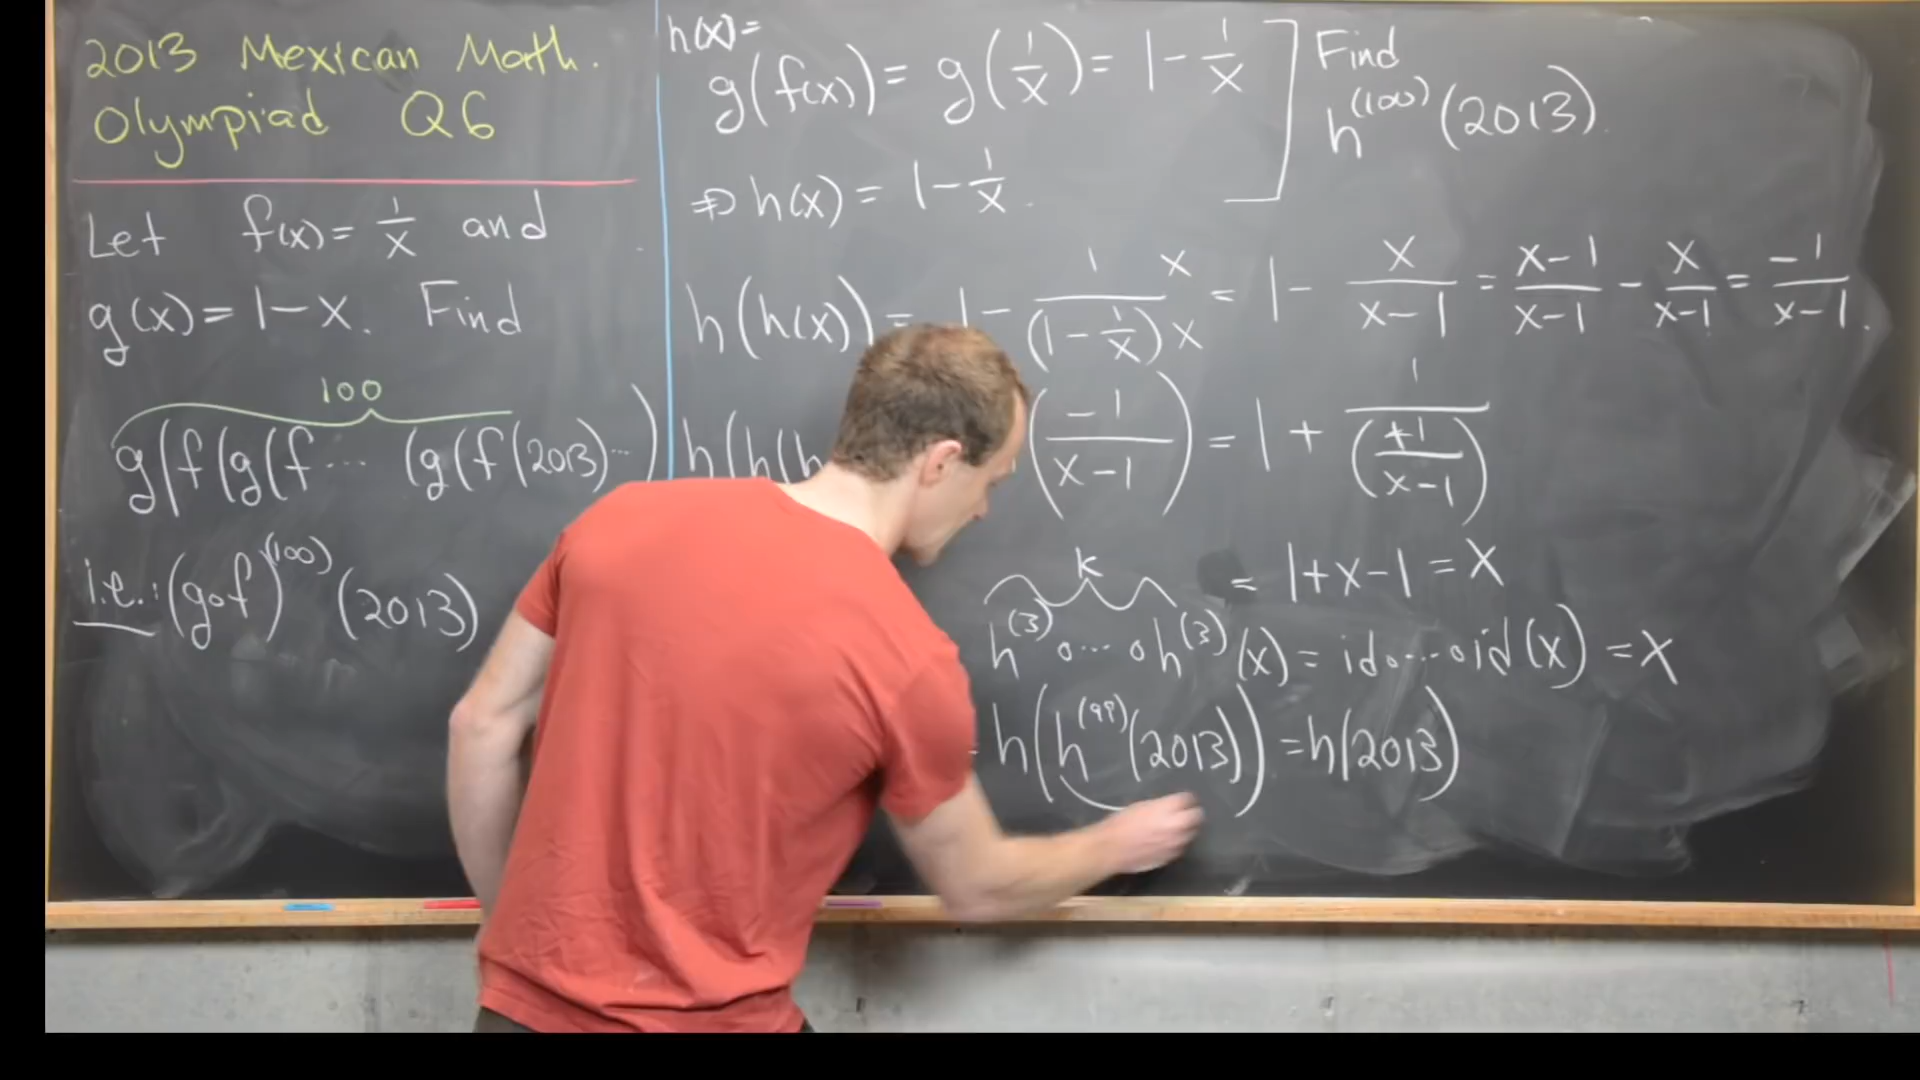 2013 Mexican Math.
Olympiad Q6
Let f(x) = 1/x and
g(x) = 1 - x. Find
100
g(f(g(f ... (g(f(2013)...)
i.e.: (g∘f)^(100) (2013)
h(x) =
g(f(x)) = g(1/x) = 1 - 1/x
⇒ h(x) = 1 - 1/x.
Find
h^(100) (2013).
h(h(x)) = 1 - 1 x / (1 - 1/x) x = 1 - x/(x-1) = (x-1)/(x-1) - x/(x-1) = -1/(x-1).
h(h(h (-1/(x-1)) = 1 + 1/(+1/(x-1))
= 1 + x - 1 = x
k
h^(3) ∘ ... ∘ h^(3) (x) = id ∘ ... ∘ id (x) = x
h(h^(99) (2013)) = h(2013)